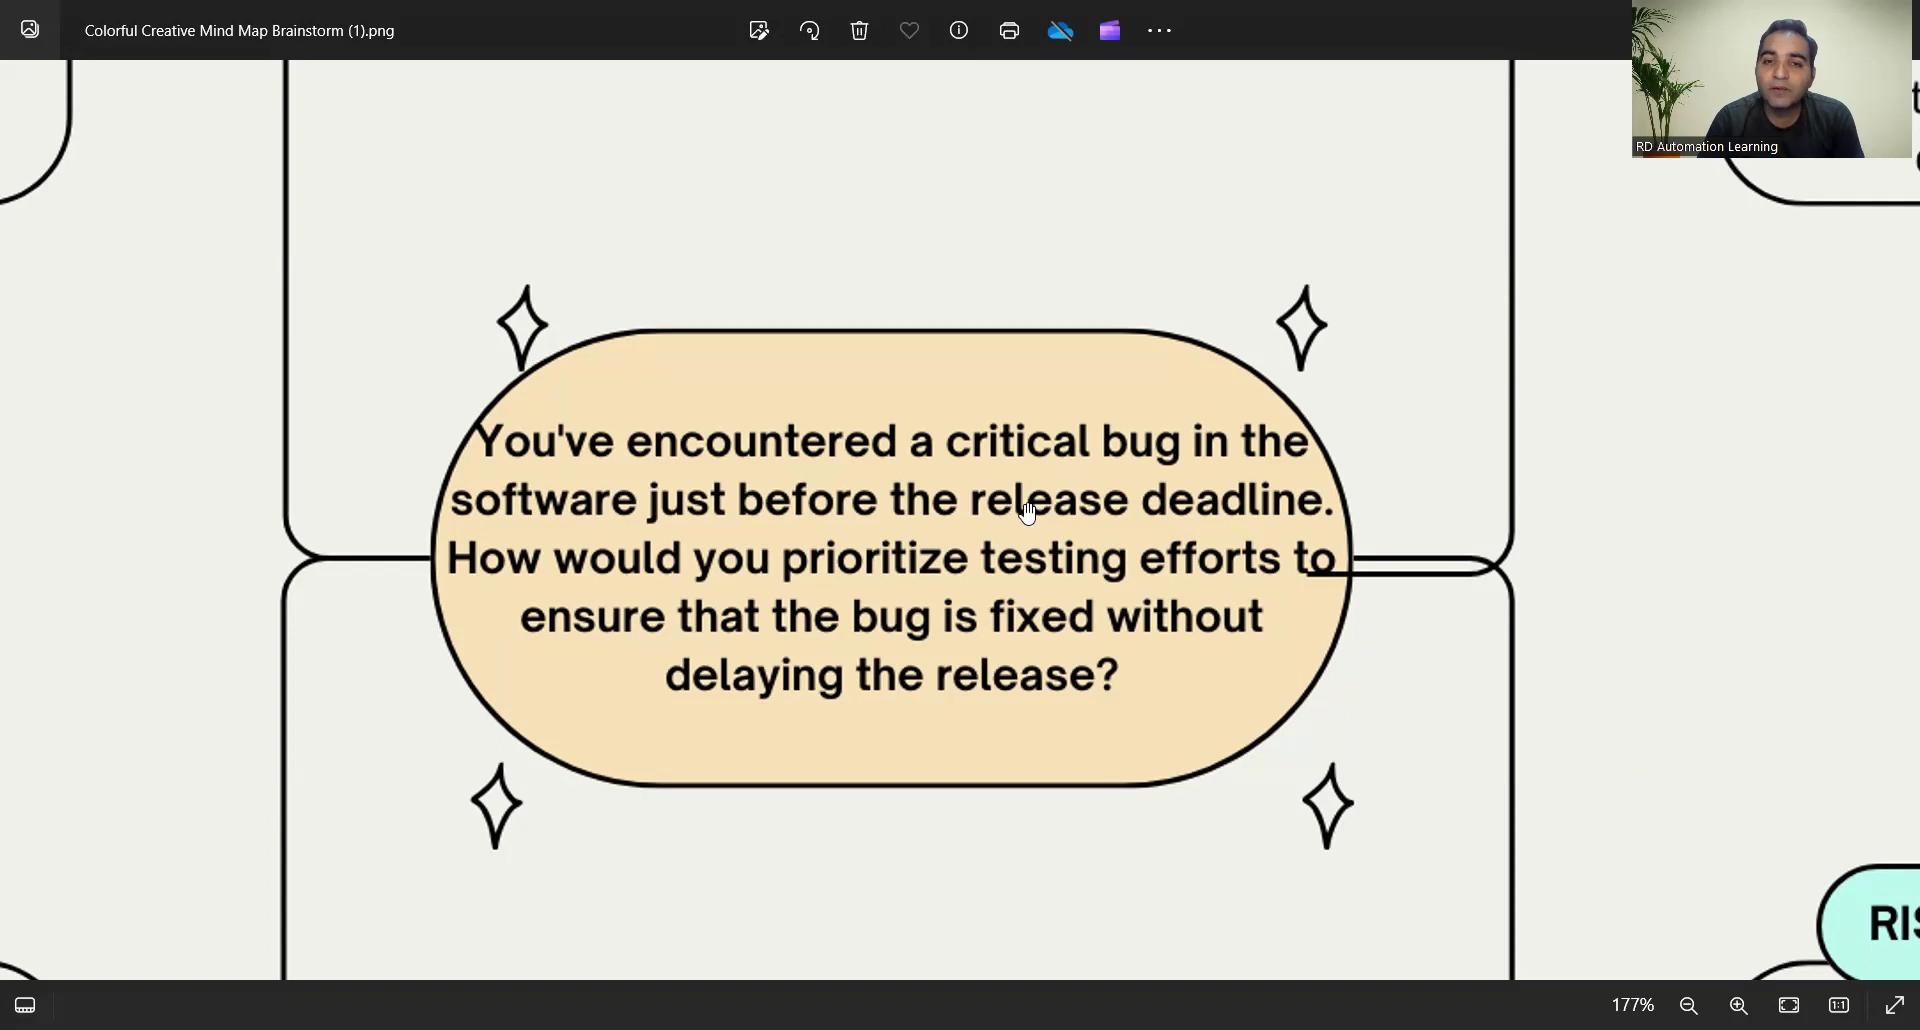 Colorful Creative Mind Map Brainstorm (1).png
RD Automation Learning
You've encountered a critical bug in the
software just before the release deadline.
How would you prioritize testing efforts to
ensure that the bug is fixed without
delaying the release?
177%
1:1